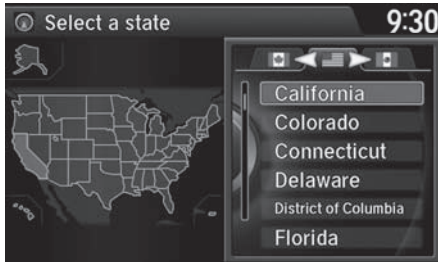 Select a state
9:30
California
Colorado
Connecticut
Delaware
District of Columbia
Florida